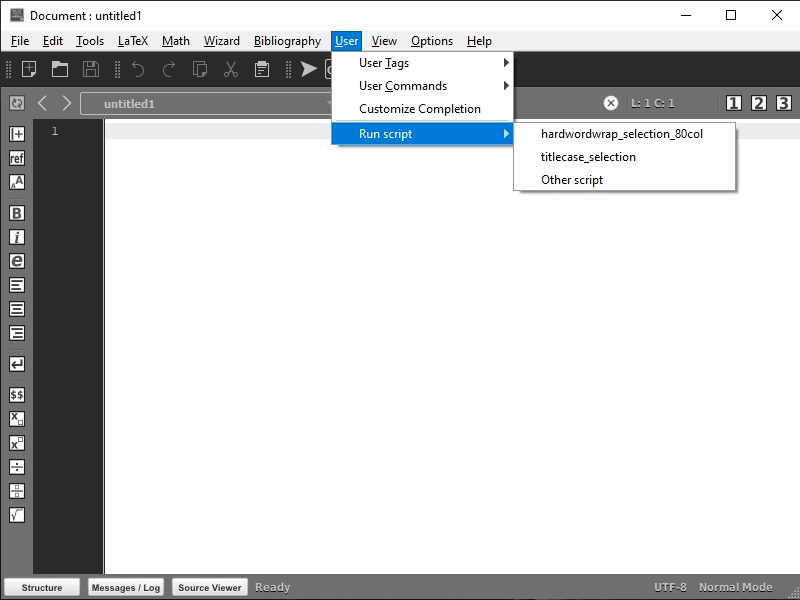 Document : untitled1
File Edit Tools LaTeX Math Wizard Bibliography User View Options Help
User Tags
User Commands
Customize Completion
Run script
hardwordwrap_selection_80col
titlecase_selection
Other script
untitled1
L: 1 C: 1
1 2 3
1
ref
A A
B
i
e
$$
x
x
Structure Messages / Log Source Viewer Ready UTF-8 Normal Mode